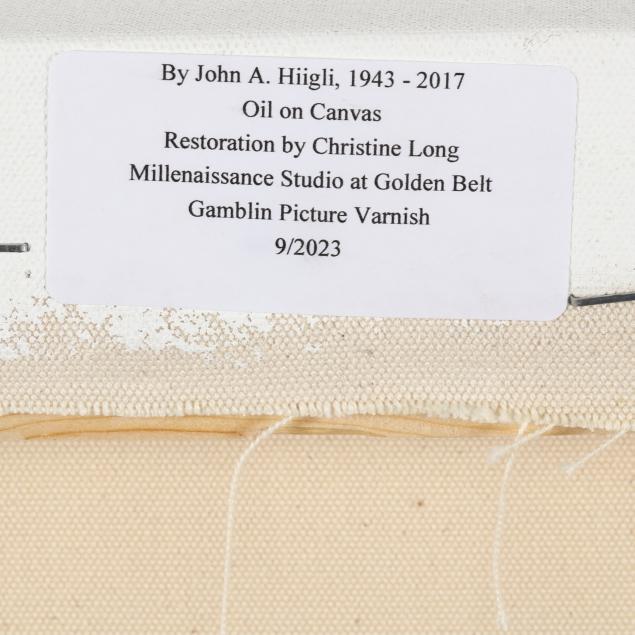 By John A. Hiigli, 1943 - 2017
Oil on Canvas
Restoration by Christine Long
Millenaissance Studio at Golden Belt
Gamblin Picture Varnish
9/2023